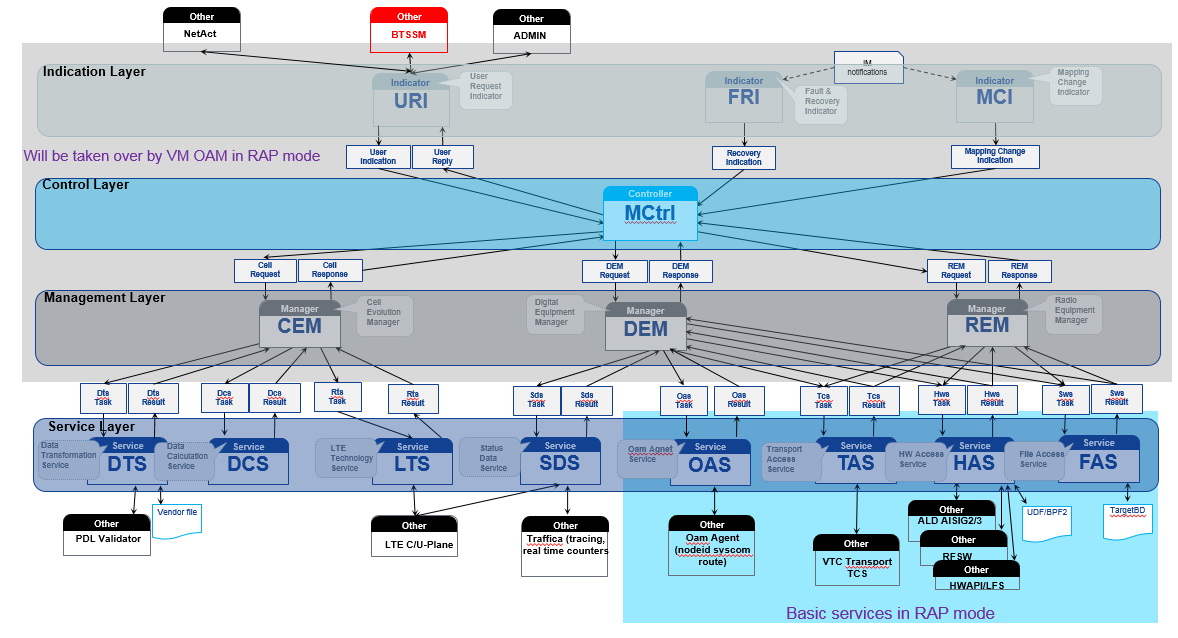 Other
NetAct
Other
BTSSM
Other
ADMIN
Indication Layer
Indicator
URI
User
Request
Indicator
Indicator
FRI
Fault &
Recovery
Indicator
IM
notifications
Indicator
MCI
Mapping
Change
Indicator
Will be taken over by VM OAM in RAP mode
User
Indication
User
Reply
Recovery
Indication
Mapping Change
Indication
Control Layer
Controller
MCtrl
Cell
Request
Cell
Response
DEM
Request
DEM
Response
REM
Request
REM
Response
Management Layer
Manager
CEM
Cell
Evolution
Manager
Digital
Equipment
Manager
Manager
DEM
Manager
REM
Radio
Equipment
Manager
Dts
Task
Dts
Result
Dcs
Task
Dcs
Result
Rts
Task
Rts
Result
Sds
Task
Sds
Result
Oas
Task
Oas
Result
Tcs
Task
Tcs
Result
Hws
Task
Hws
Result
Sws
Task
Sws
Result
Service Layer
Data
Transformation
Service
Service
DTS
Data
Calculation
Service
Service
DCS
LTE
Technology
Service
Service
LTS
Status
Data
Service
Service
SDS
Oam Agnet
Service
Service
OAS
Transport
Access
Service
Service
TAS
HW Access
Service
Service
HAS
File Access
Service
Service
FAS
Other
PDL Validator
Vendor file
Other
LTE C/U-Plane
Other
Traffica (tracing,
real time counters
Other
Oam Agent
(nodeid syscom
route)
Other
VTC Transport
TCS
Other
ALD AISIG2/3
Other
RFSW
Other
HWAPI/LFS
UDF/BPF2
TargetBD
Basic services in RAP mode